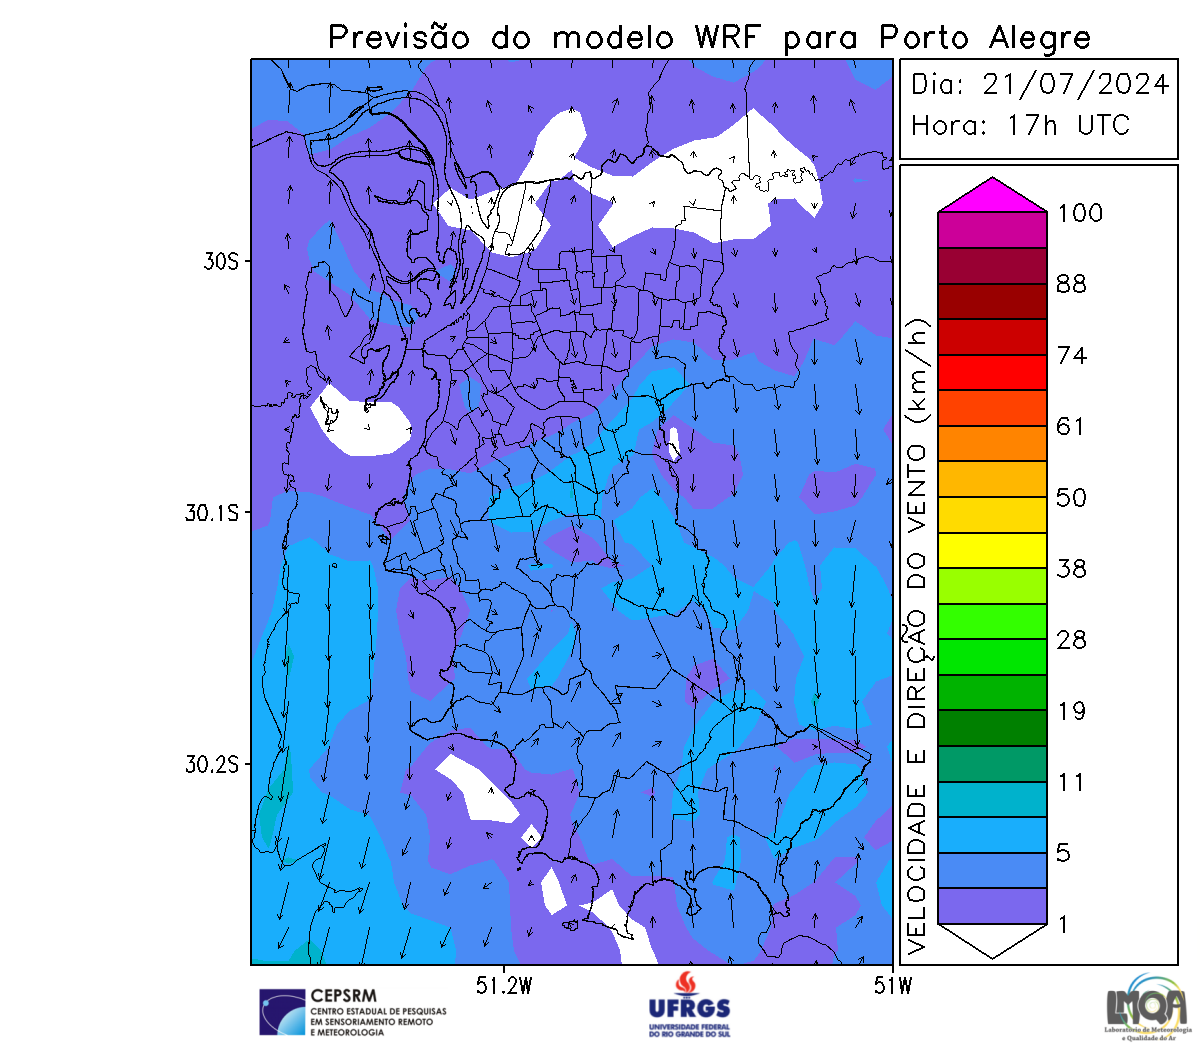 Previsão do modelo WRF para Porto Alegre
Dia: 21/07/2024
Hora: 17h UTC
30S
30.1S
30.2S
51.2W
51W
VELOCIDADE E DIREÇÃO DO VENTO (km/h)
100
88
74
61
50
38
28
19
11
5
1
CEPSRM
CENTRO ESTADUAL DE PESQUISAS
EM SENSORIAMENTO REMOTO
E METEOROLOGIA
UFRGS
UNIVERSIDADE FEDERAL
DO RIO GRANDE DO SUL
LMQA
Laboratório de Meteorologia
e Qualidade do Ar